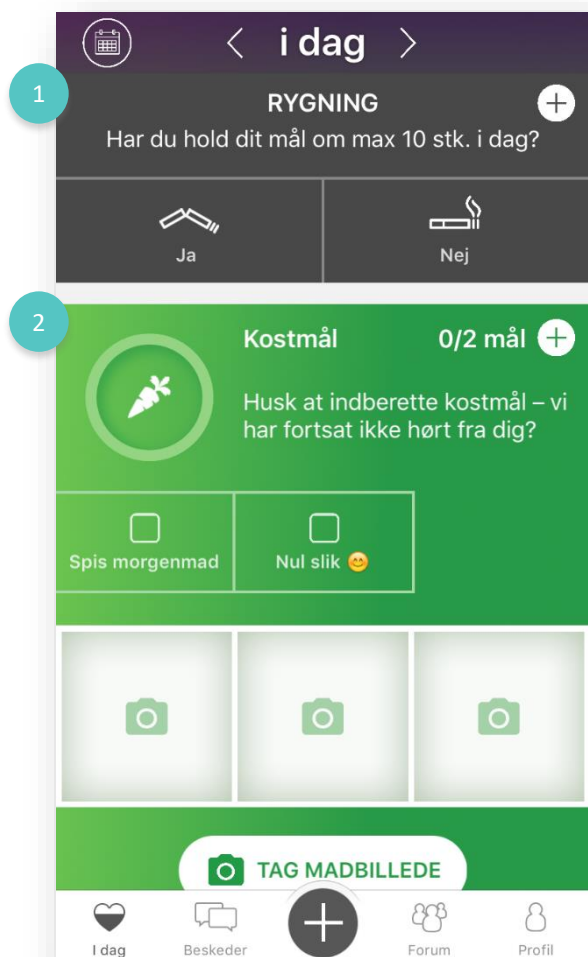 i dag
1
RYGNING
Har du hold dit mål om max 10 stk. i dag?
Ja
Nej
2
Kostmål
0/2 mål
Husk at indberette kostmål – vi
har fortsat ikke hørt fra dig?
Spis morgenmad
Nul slik 😊
TAG MADBILLEDE
I dag
Beskeder
Forum
Profil